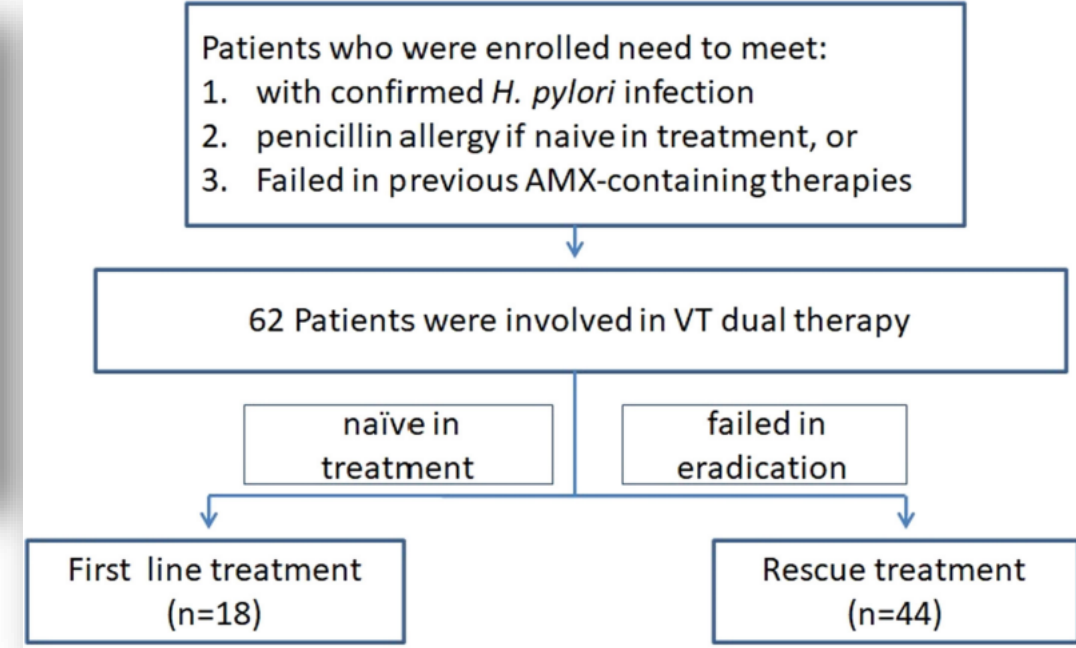 Patients who were enrolled need to meet:
1. with confirmed H. pylori infection
2. penicillin allergy if naive in treatment, or
3. Failed in previous AMX-containing therapies
62 Patients were involved in VT dual therapy
naïve in
treatment
failed in
eradication
First line treatment
(n=18)
Rescue treatment
(n=44)